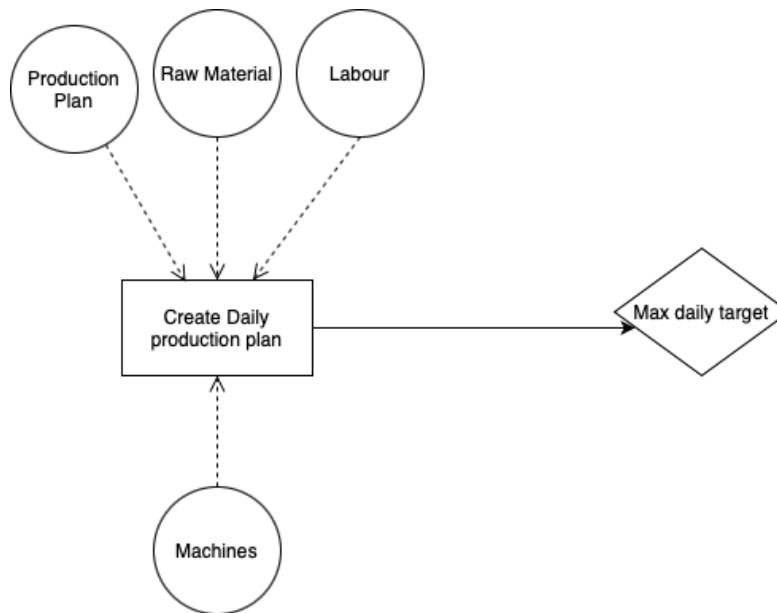 Production
Plan
Raw Material
Labour
Create Daily
production plan
Max daily target
Machines